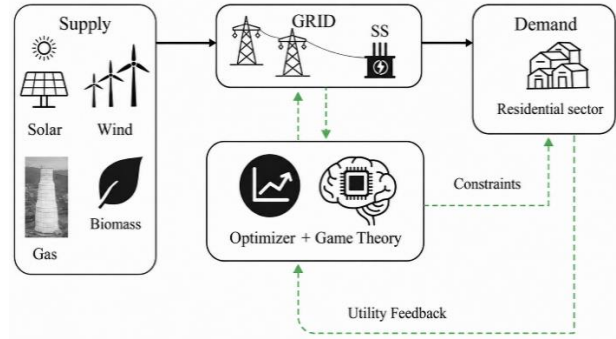 Supply
Solar
Wind
Gas
Biomass
GRID
SS
Demand
Residential sector
Optimizer + Game Theory
Constraints
Utility Feedback